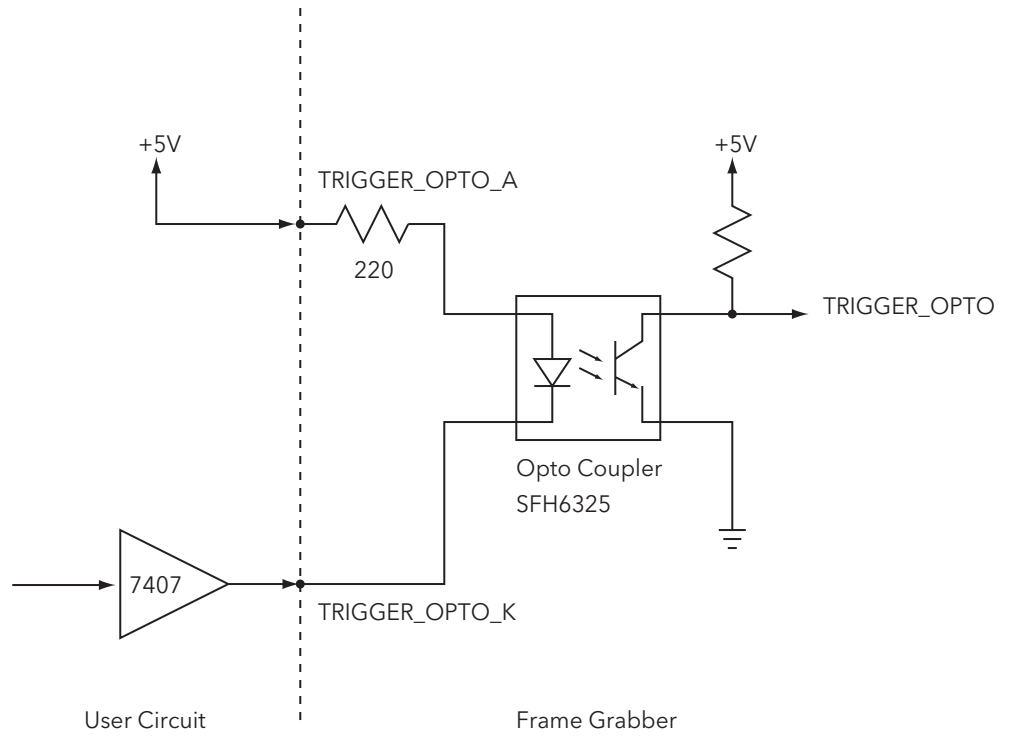 +5V
+5V
TRIGGER_OPTO_A
220
TRIGGER_OPTO
Opto Coupler
SFH6325
7407
TRIGGER_OPTO_K
User Circuit
Frame Grabber